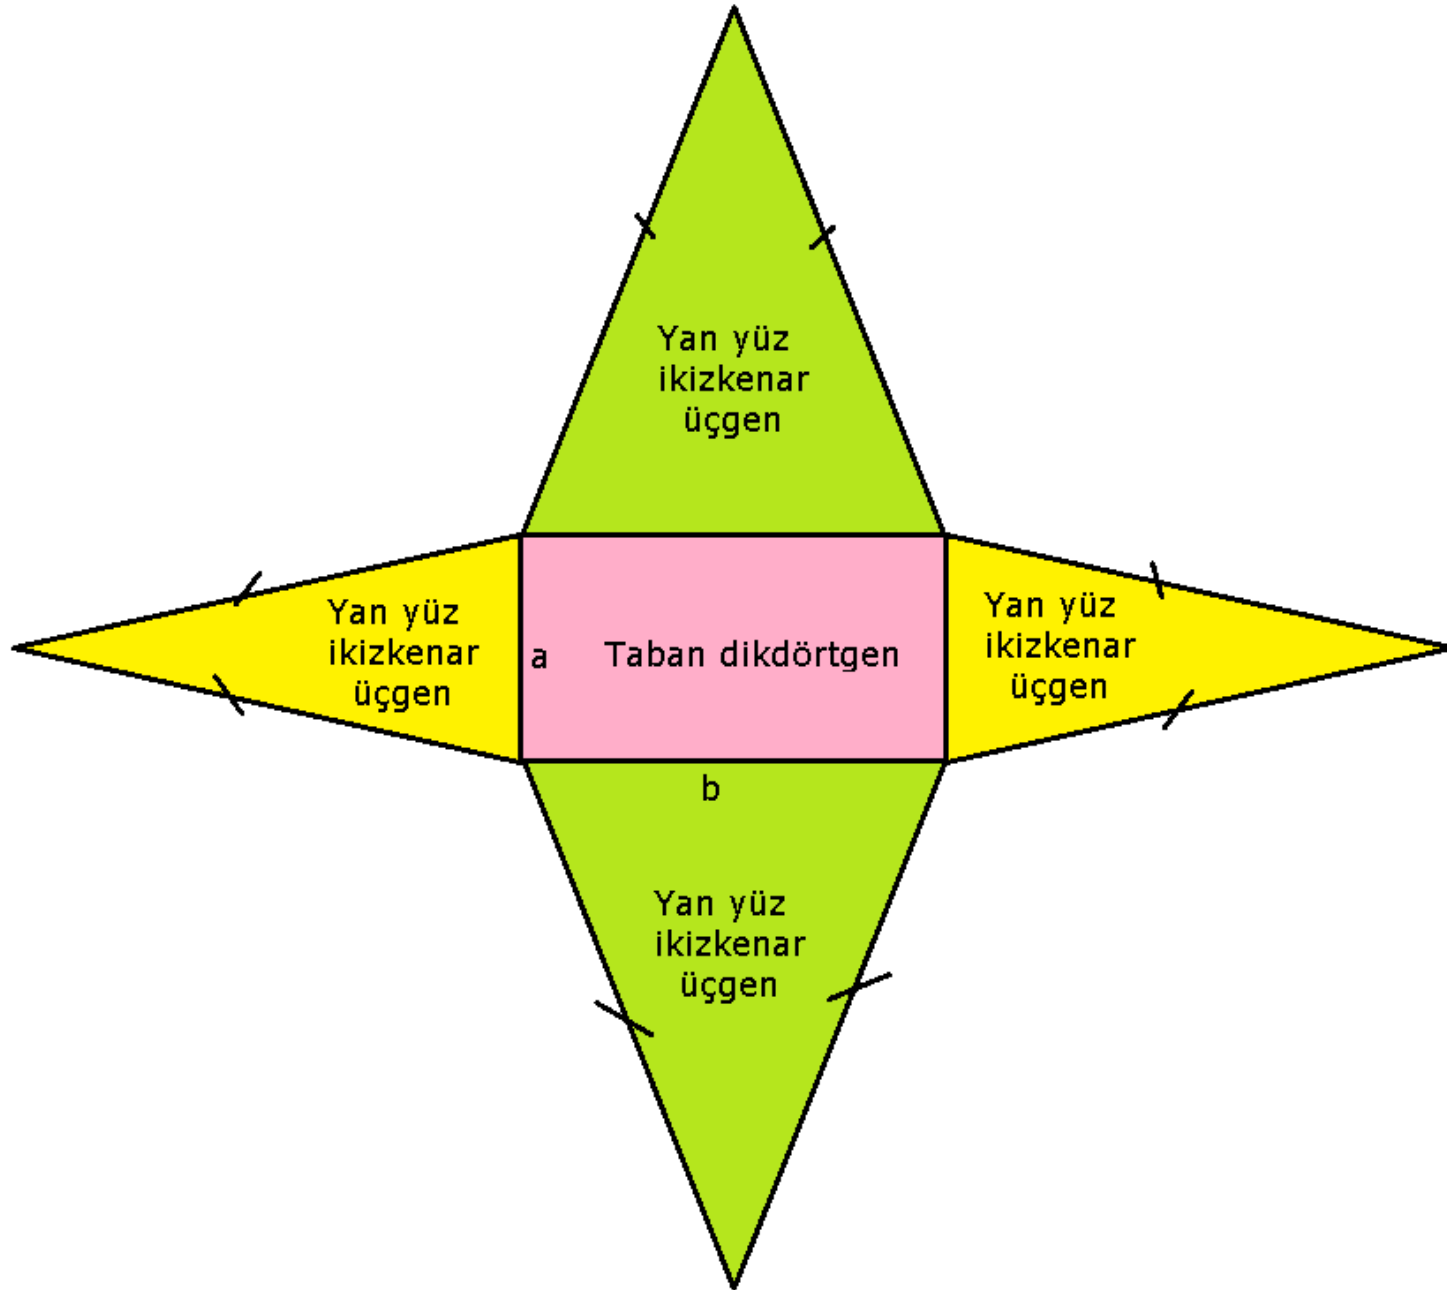 Yan yüz
ikizkenar
üçgen
Yan yüz
ikizkenar
üçgen
a
Taban dikdörtgen
Yan yüz
ikizkenar
üçgen
b
Yan yüz
ikizkenar
üçgen